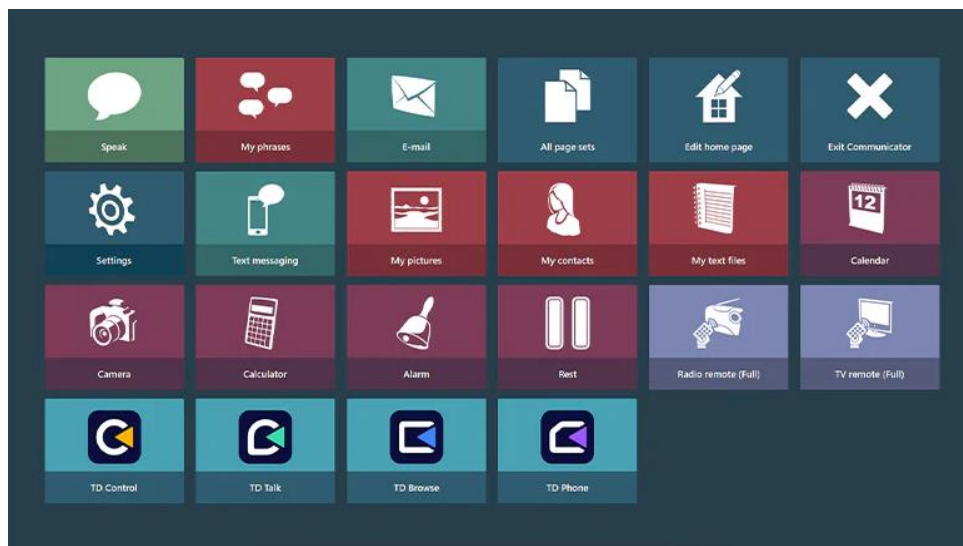 Speak
My phrases
E-mail
All page sets
Edit home page
Exit Communicator
Settings
Text messaging
My pictures
My contacts
My text files
12
Calendar
Camera
Calculator
Alarm
Rest
Radio remote (Full)
TV remote (Full)
TD Control
TD Talk
TD Browse
TD Phone